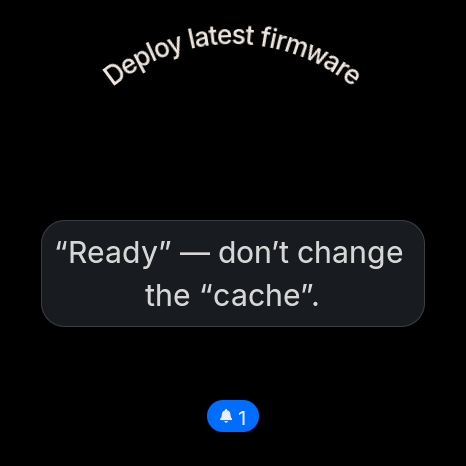 Deploy latest firmware
“Ready” — don’t change
the “cache”.
1